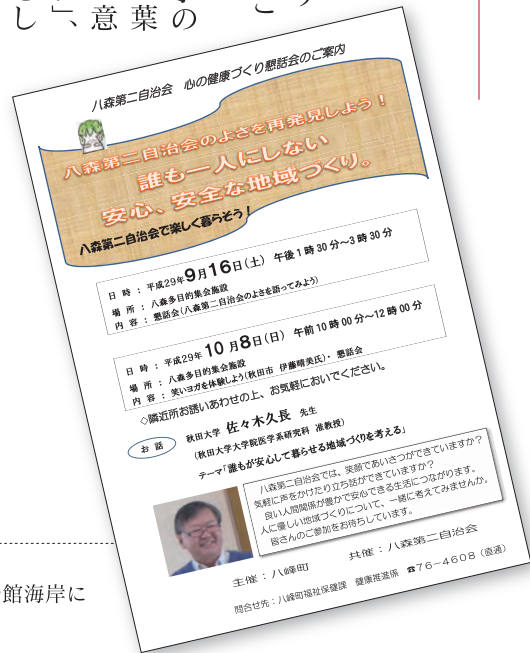 し」、意葉の
八森第二自治会　心の健康づくり懇話会のご案内
八森第二自治会のよさを再発見しよう！
誰も一人にしない
安心、安全な地域づくり。
八森第二自治会で楽しく暮らそう！
日　時　：　平成29年9月16日（土）　午後1時30分～3時30分
場　所　：　八森多目的集会施設
内　容　：　懇話会（八森第二自治会のよさを語ってみよう）
日　時　：　平成29年　10月8日（日）　午前10時00分～12時00分
場　所　：　八森多目的集会施設
内　容　：　笑いヨガを体験しよう（秋田市　伊藤晴美氏）・　懇話会
◇隣近所お誘いあわせの上、お気軽においでください。
お　話
秋田大学　佐々木久長　先生
（秋田大学大学院医学系研究科　准教授）
テーマ「誰もが安心して暮らせる地域づくりを考える」
八森第二自治会では、笑顔であいさつができていますか？
気軽に声をかけたり立ち話ができていますか？
良い人間関係が豊かで安心できる生活につながります。
人に優しい地域づくりについて、一緒に考えてみませんか。
皆さんのご参加をお待ちしています。
主催：八峰町　　共催：八森第二自治会
問合せ先：八峰町福祉保健課　健康推進係　☎76－4608（直通）
館海岸に